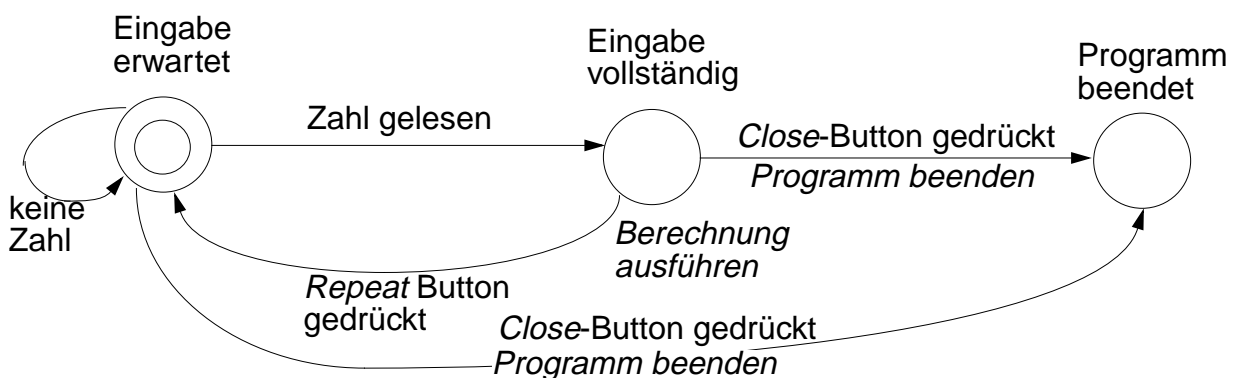 Eingabe
erwartet
Eingabe
vollständig
Programm
beendet
Zahl gelesen
Close-Button gedrückt
Programm beenden
keine
Zahl
Berechnung
ausführen
Repeat Button
gedrückt
Close-Button gedrückt
Programm beenden